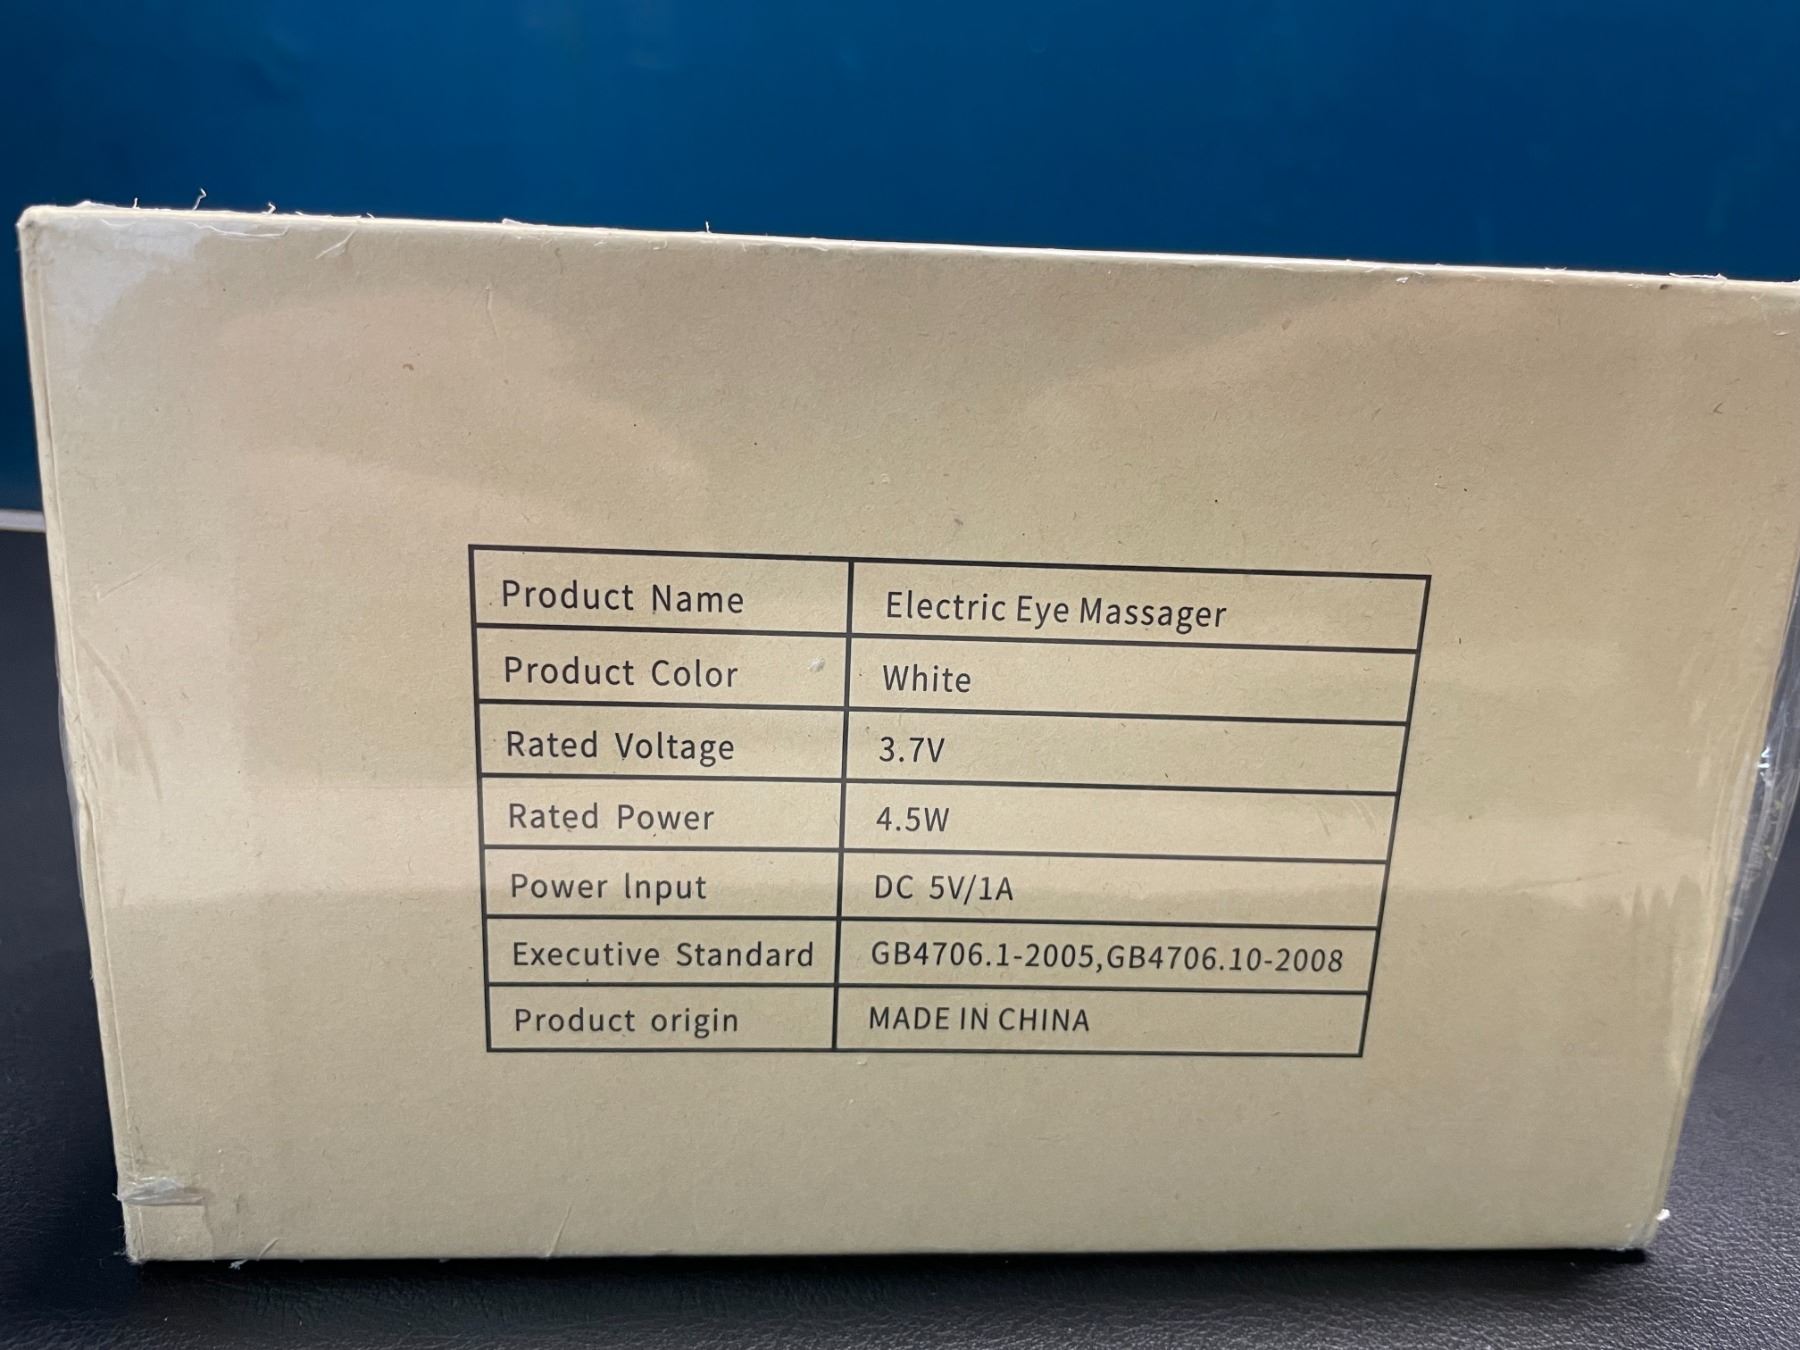 Product Name Electric Eye Massager
Product Color White
Rated Voltage 3.7V
Rated Power 4.5W
Power Input DC 5V/1A
Executive Standard GB4706.1-2005,GB4706.10-2008
Product origin MADE IN CHINA